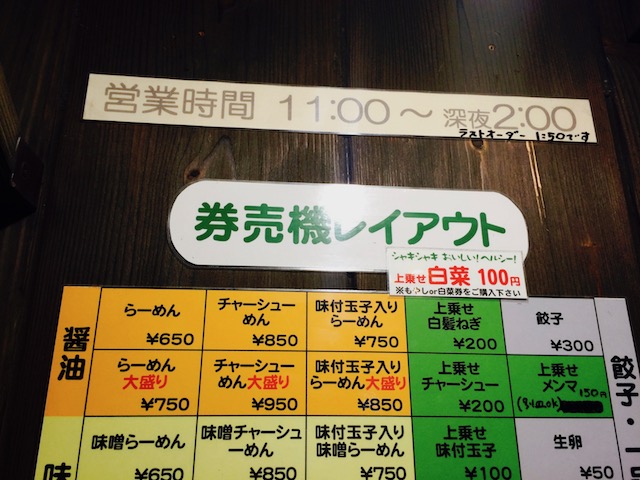 営業時間 11:00～深夜2:00
ラストオーダー 1:50です
券売機レイアウト
シャキシャキ おいしい!ヘルシー!
上乗せ白菜100円
※もやしor白菜券をご購入下さい
醤油
らーめん
¥650
チャーシュー
めん
¥850
味付玉子入り
らーめん
¥750
上乗せ
白髪ねぎ
¥200
餃子
¥300
らーめん
大盛り
¥750
チャーシュー
めん大盛り
¥950
味付玉子入り
らーめん大盛り
¥850
上乗せ
チャーシュー
¥200
上乗せ
メンマ
150円
味噌らーめん
¥650
味噌チャーシュ
ーめん
¥850
味付玉子入り
味噌らーめん
¥750
上乗せ
味付玉子
¥100
生卵
¥50
味
餃子・